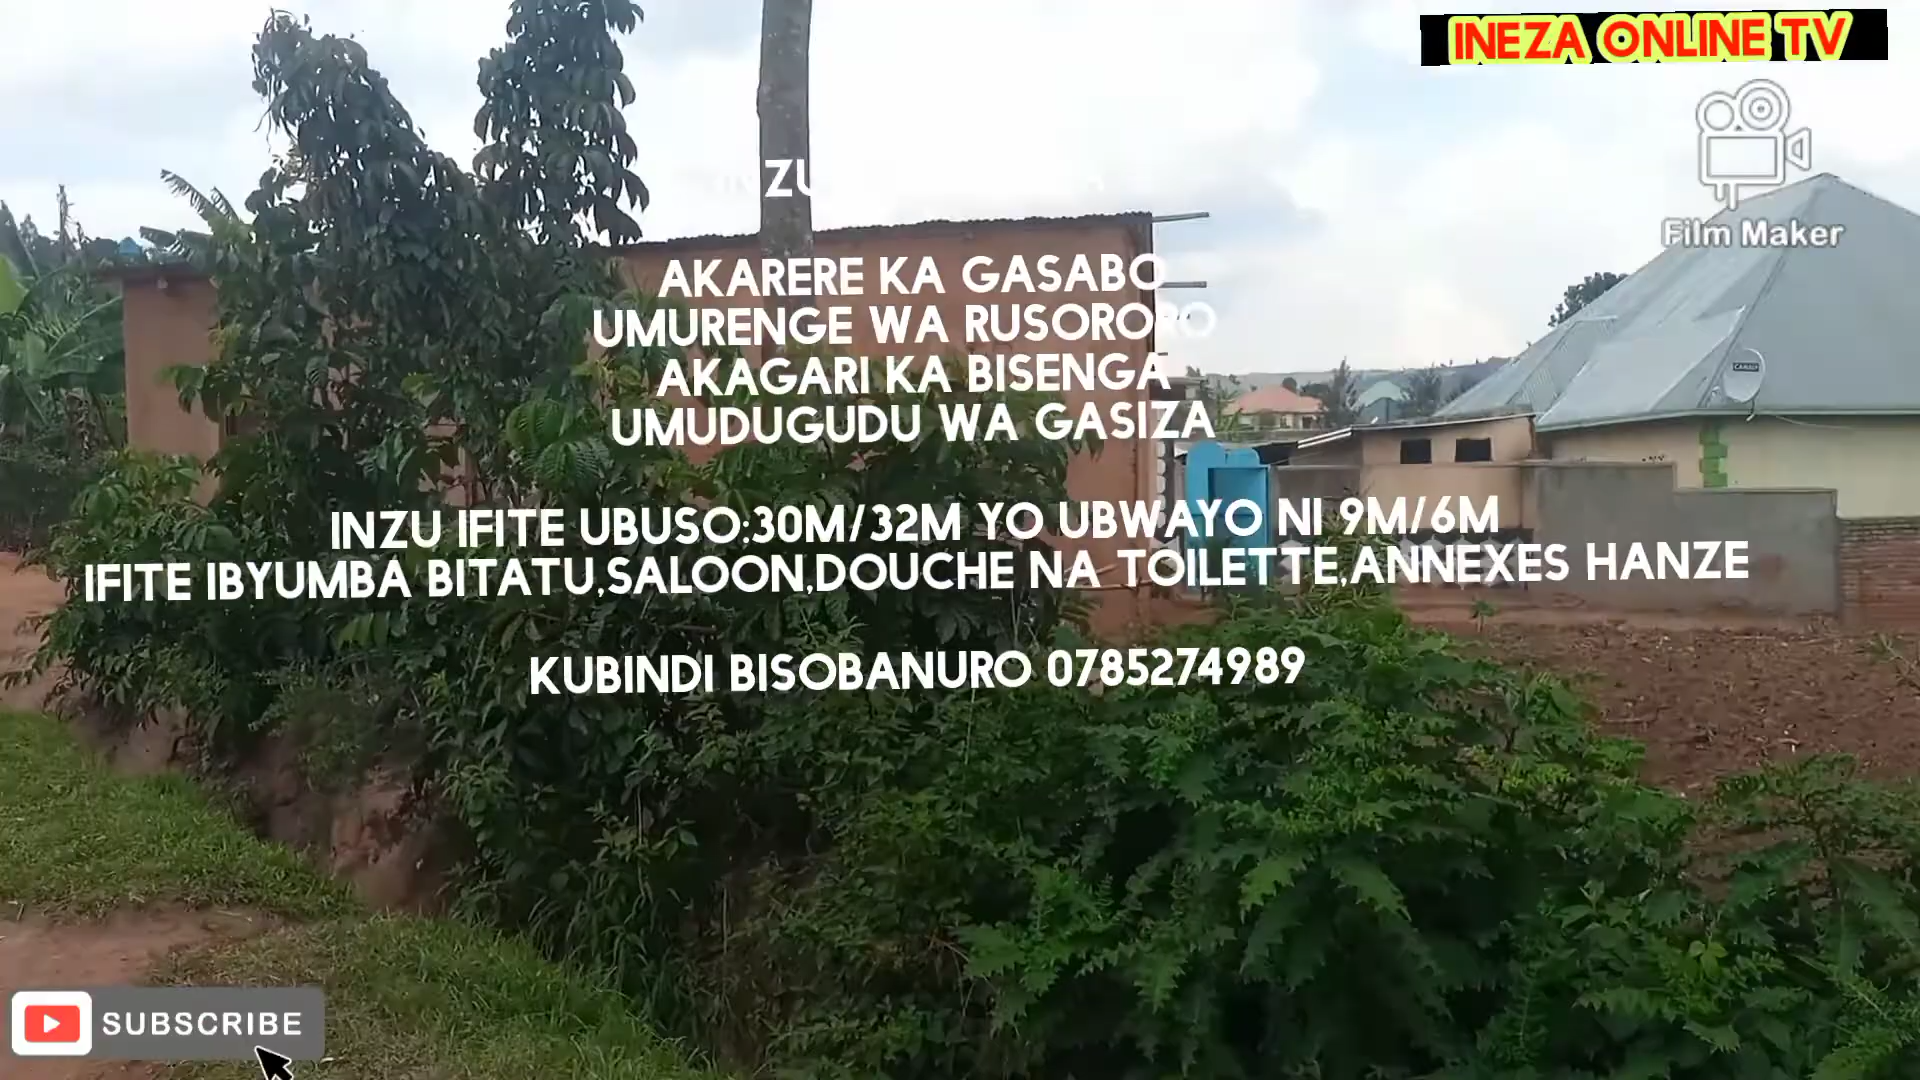 INEZA ONLINE TV
Film Maker
INZU
AKARERE KA GASABO
UMURENGE WA RUSORORO
AKAGARI KA BISENGA
UMUDUGUDU WA GASIZA
INZU IFITE UBUSO:30M/32M YO UBWAYO NI 9M/6M
IFITE IBYUMBA BITATU,SALOON,DOUCHE NA TOILETTE,ANNEXES HANZE
KUBINDI BISOBANURO 0785274989
SUBSCRIBE